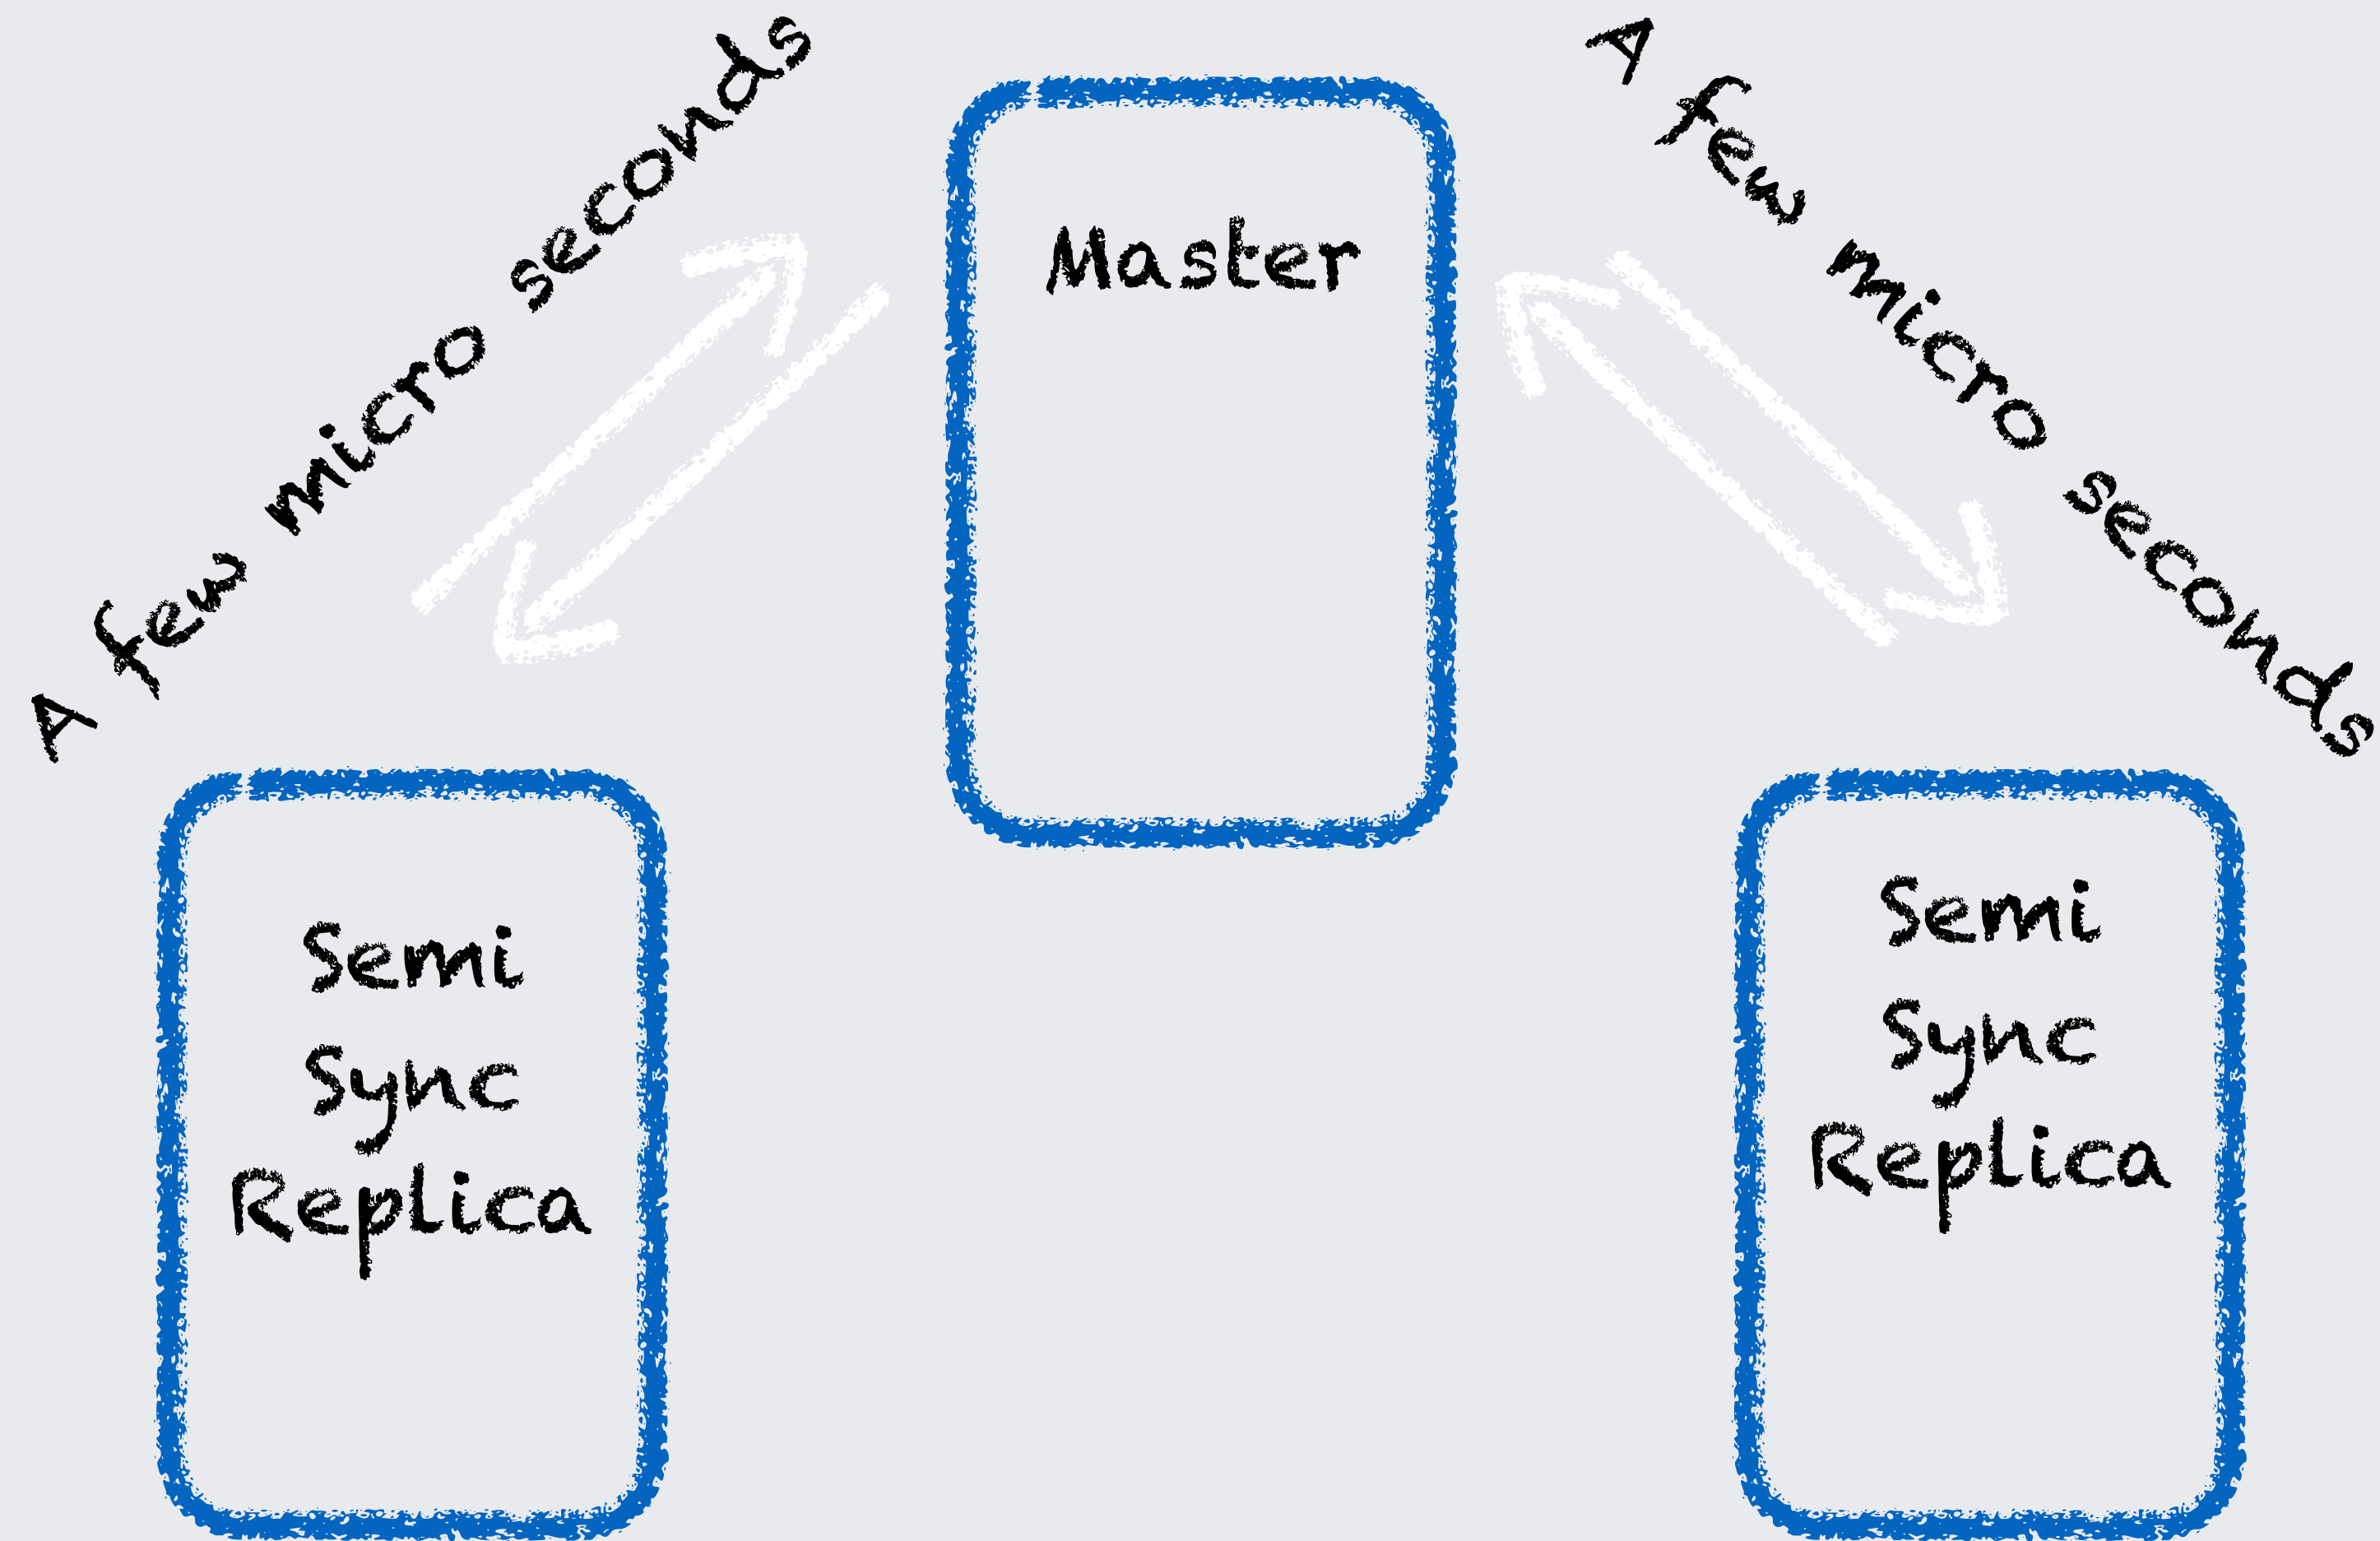 A few micro seconds
A few micro seconds
Master
Semi
Sync
Replica
Semi
Sync
Replica